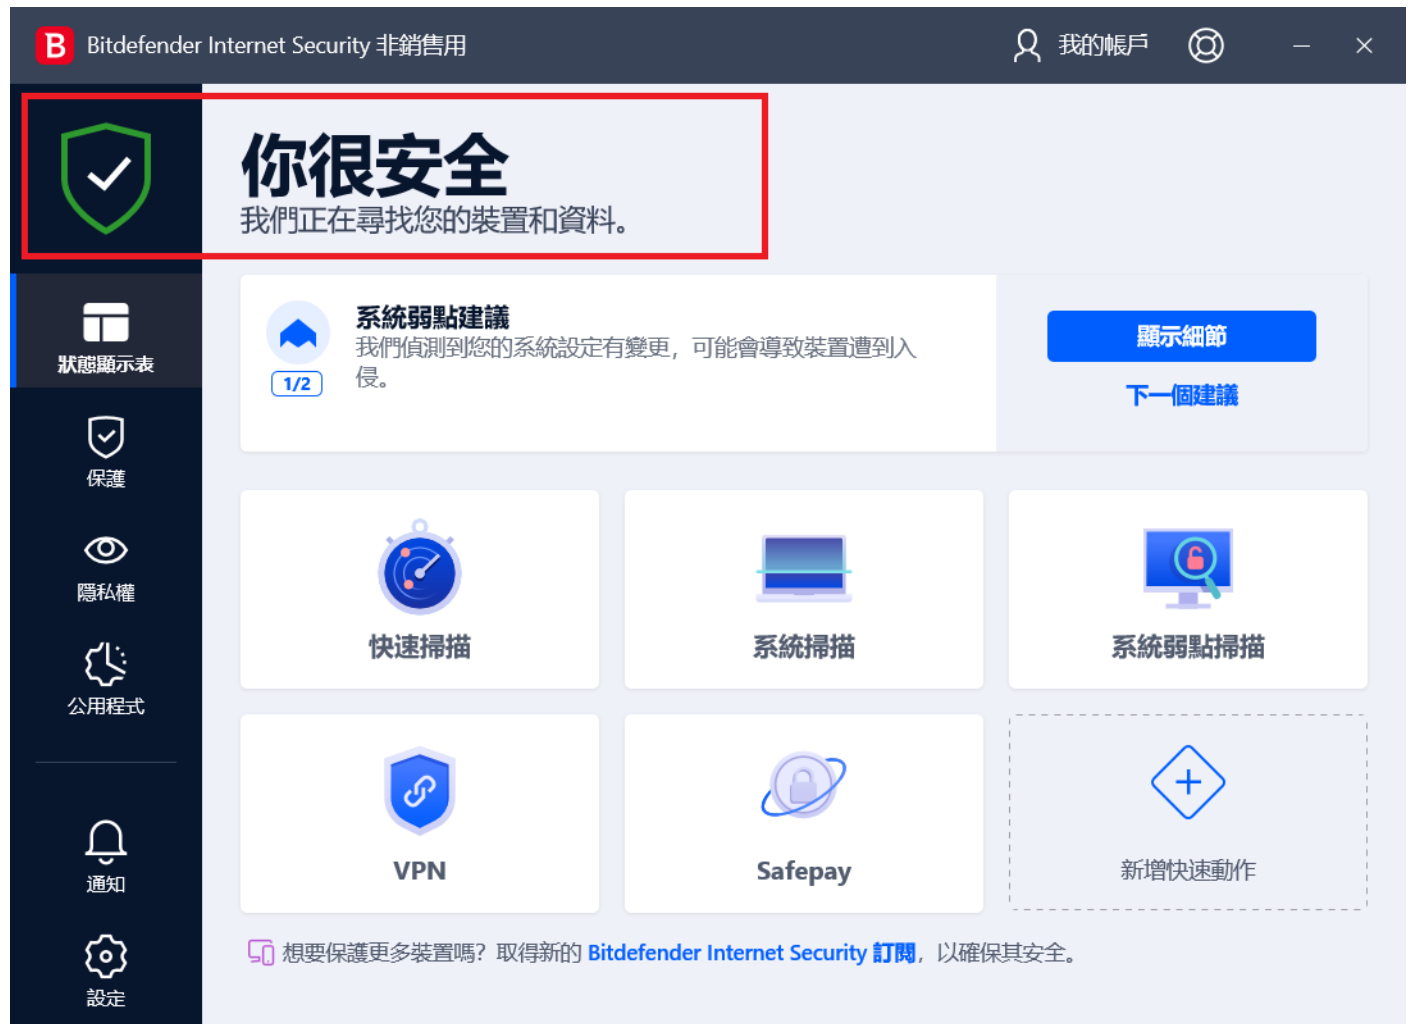 B Bitdefender Internet Security 非銷售用
我的帳戶
你很安全
我們正在尋找您的裝置和資料。
狀態顯示表
保護
隱私權
公用程式
通知
設定
系統弱點建議
我們偵測到您的系統設定有變更，可能會導致裝置遭到入
侵。
1/2
顯示細節
下一個建議
快速掃描
系統掃描
系統弱點掃描
VPN
Safepay
新增快速動作
想要保護更多裝置嗎？取得新的 Bitdefender Internet Security 訂閱，以確保其安全。